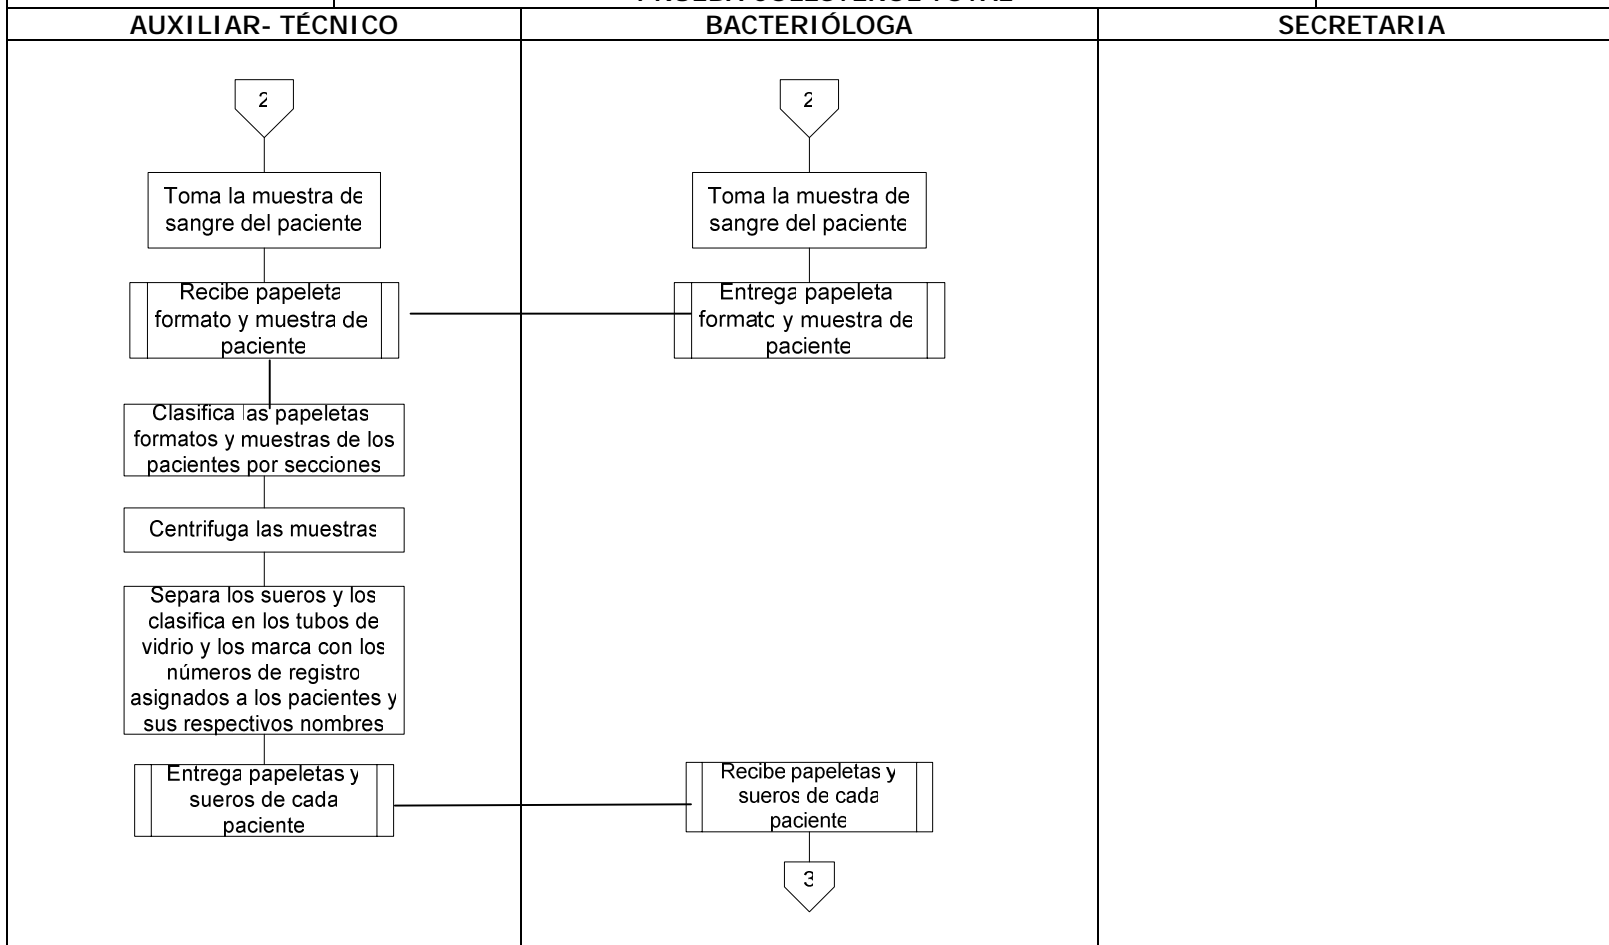 AUXILIAR- TÉCNICO
BACTERIÓLOGA
SECRETARIA
2
Toma la muestra de
sangre del paciente
Recibe papeleta
formato y muestra de
paciente
Clasifica las papeletas
formatos y muestras de los
pacientes por secciones
Centrifuga las muestras
Separa los sueros y los
clasifica en los tubos de
vidrio y los marca con los
números de registro
asignados a los pacientes y
sus respectivos nombres
Entrega papeletas y
sueros de cada
paciente
2
Toma la muestra de
sangre del paciente
Entrega papeleta
formato y muestra de
paciente
Recibe papeletas y
sueros de cada
paciente
3